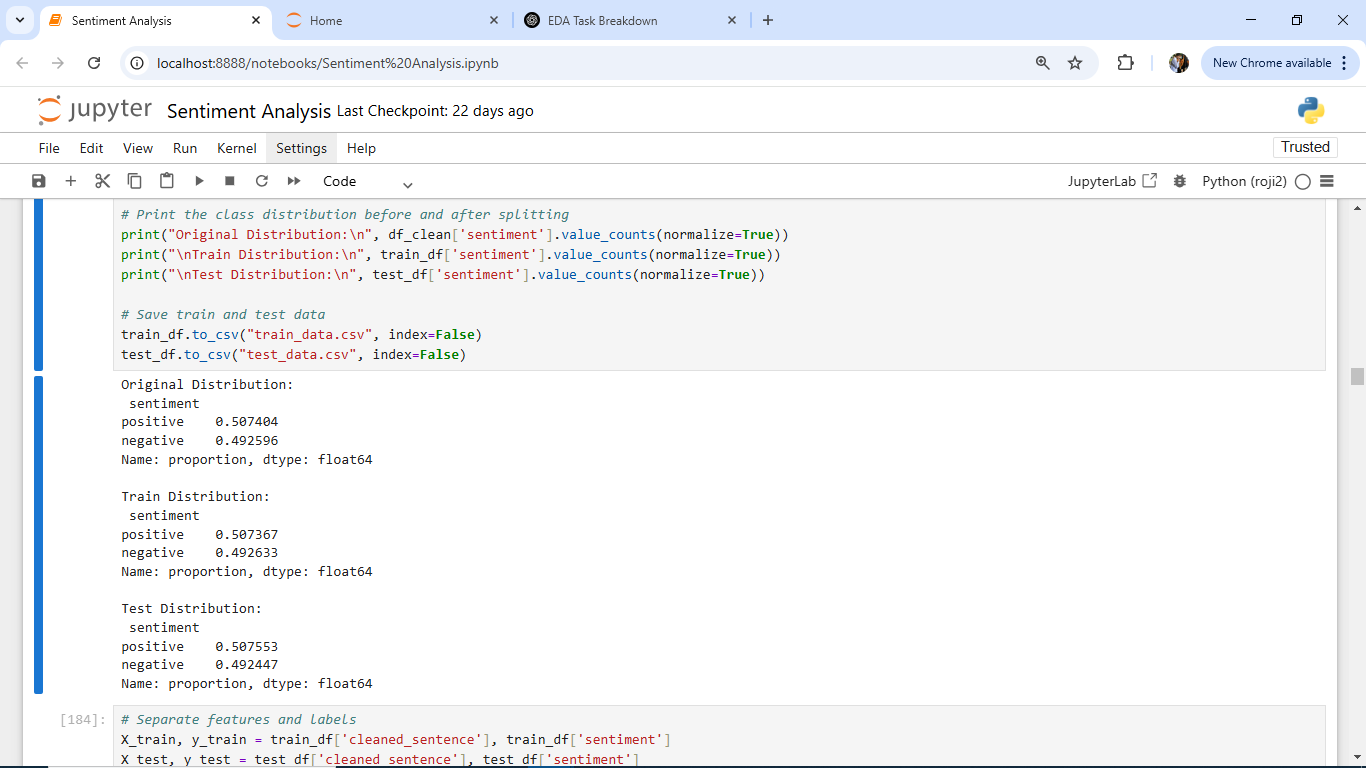 Sentiment Analysis
Home
EDA Task Breakdown
localhost:8888/notebooks/Sentiment%20Analysis.ipynb
New Chrome available
jupyter Sentiment Analysis Last Checkpoint: 22 days ago
File Edit View Run Kernel Settings Help
Trusted
Code
JupyterLab
Python (roji2)
# Print the class distribution before and after splitting
print("Original Distribution:\n", df_clean['sentiment'].value_counts(normalize=True))
print("\nTrain Distribution:\n", train_df['sentiment'].value_counts(normalize=True))
print("\nTest Distribution:\n", test_df['sentiment'].value_counts(normalize=True))
# Save train and test data
train_df.to_csv("train_data.csv", index=False)
test_df.to_csv("test_data.csv", index=False)
Original Distribution:
sentiment
positive 0.507404
negative 0.492596
Name: proportion, dtype: float64
Train Distribution:
sentiment
positive 0.507367
negative 0.492633
Name: proportion, dtype: float64
Test Distribution:
sentiment
positive 0.507553
negative 0.492447
Name: proportion, dtype: float64
[184]:
# Separate features and labels
X_train, y_train = train_df['cleaned_sentence'], train_df['sentiment']
X_test, y_test = test_df['cleaned_sentence'], test_df['sentiment']